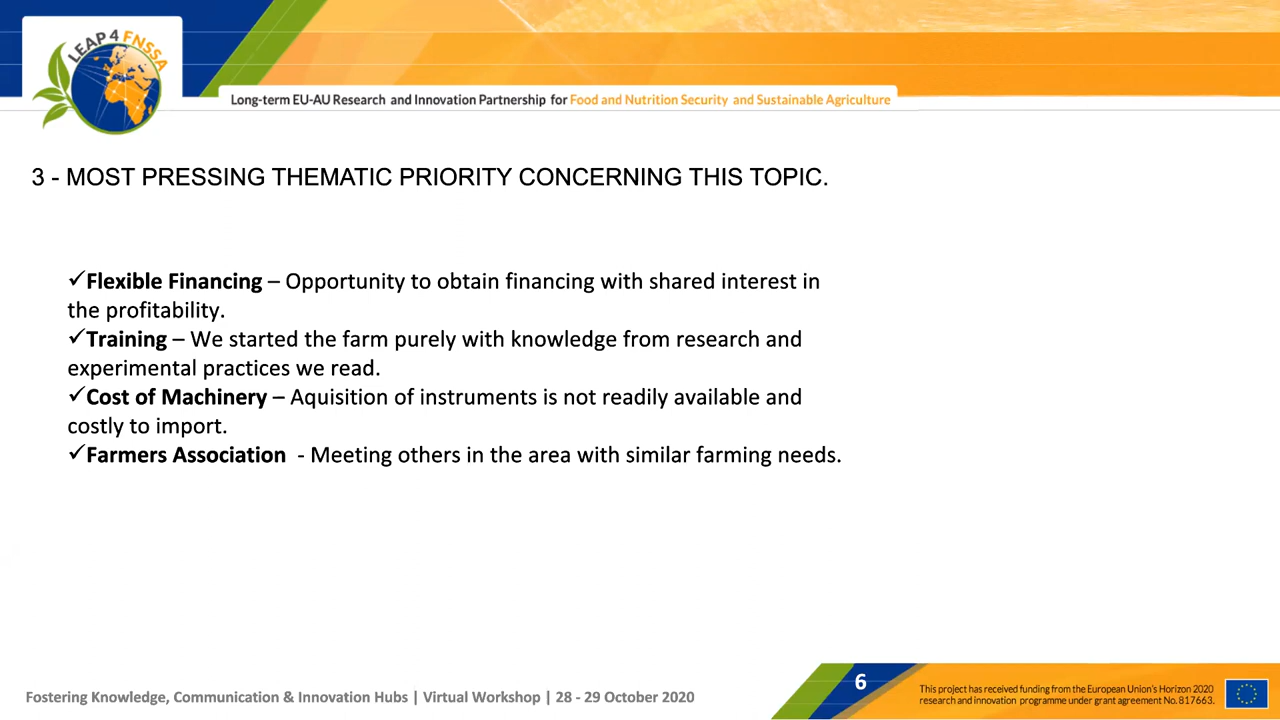 LEAP 4 FNSSA
Long-term EU-AU Research and Innovation Partnership for Food and Nutrition Security and Sustainable Agriculture
3 - MOST PRESSING THEMATIC PRIORITY CONCERNING THIS TOPIC.
✓Flexible Financing – Opportunity to obtain financing with shared interest in
the profitability.
✓Training – We started the farm purely with knowledge from research and
experimental practices we read.
✓Cost of Machinery – Aquisition of instruments is not readily available and
costly to import.
✓Farmers Association  - Meeting others in the area with similar farming needs.
Fostering Knowledge, Communication & Innovation Hubs | Virtual Workshop | 28 - 29 October 2020
6
This project has received funding from the European Union's Horizon 2020
research and innovation programme under grant agreement No. 817663.